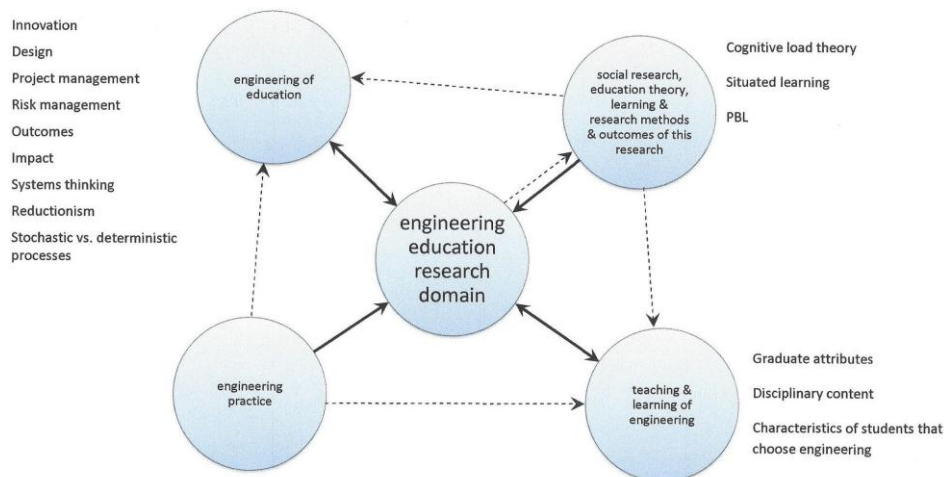 Innovation
Design
Project management
Risk management
Outcomes
Impact
Systems thinking
Reductionism
Stochastic vs. deterministic
processes
engineering of
education
social research,
education theory,
learning &
research methods
& outcomes of this
research
Cognitive load theory
Situated learning
PBL
engineering
education
research
domain
engineering
practice
teaching &
learning of
engineering
Graduate attributes
Disciplinary content
Characteristics of students that
choose engineering